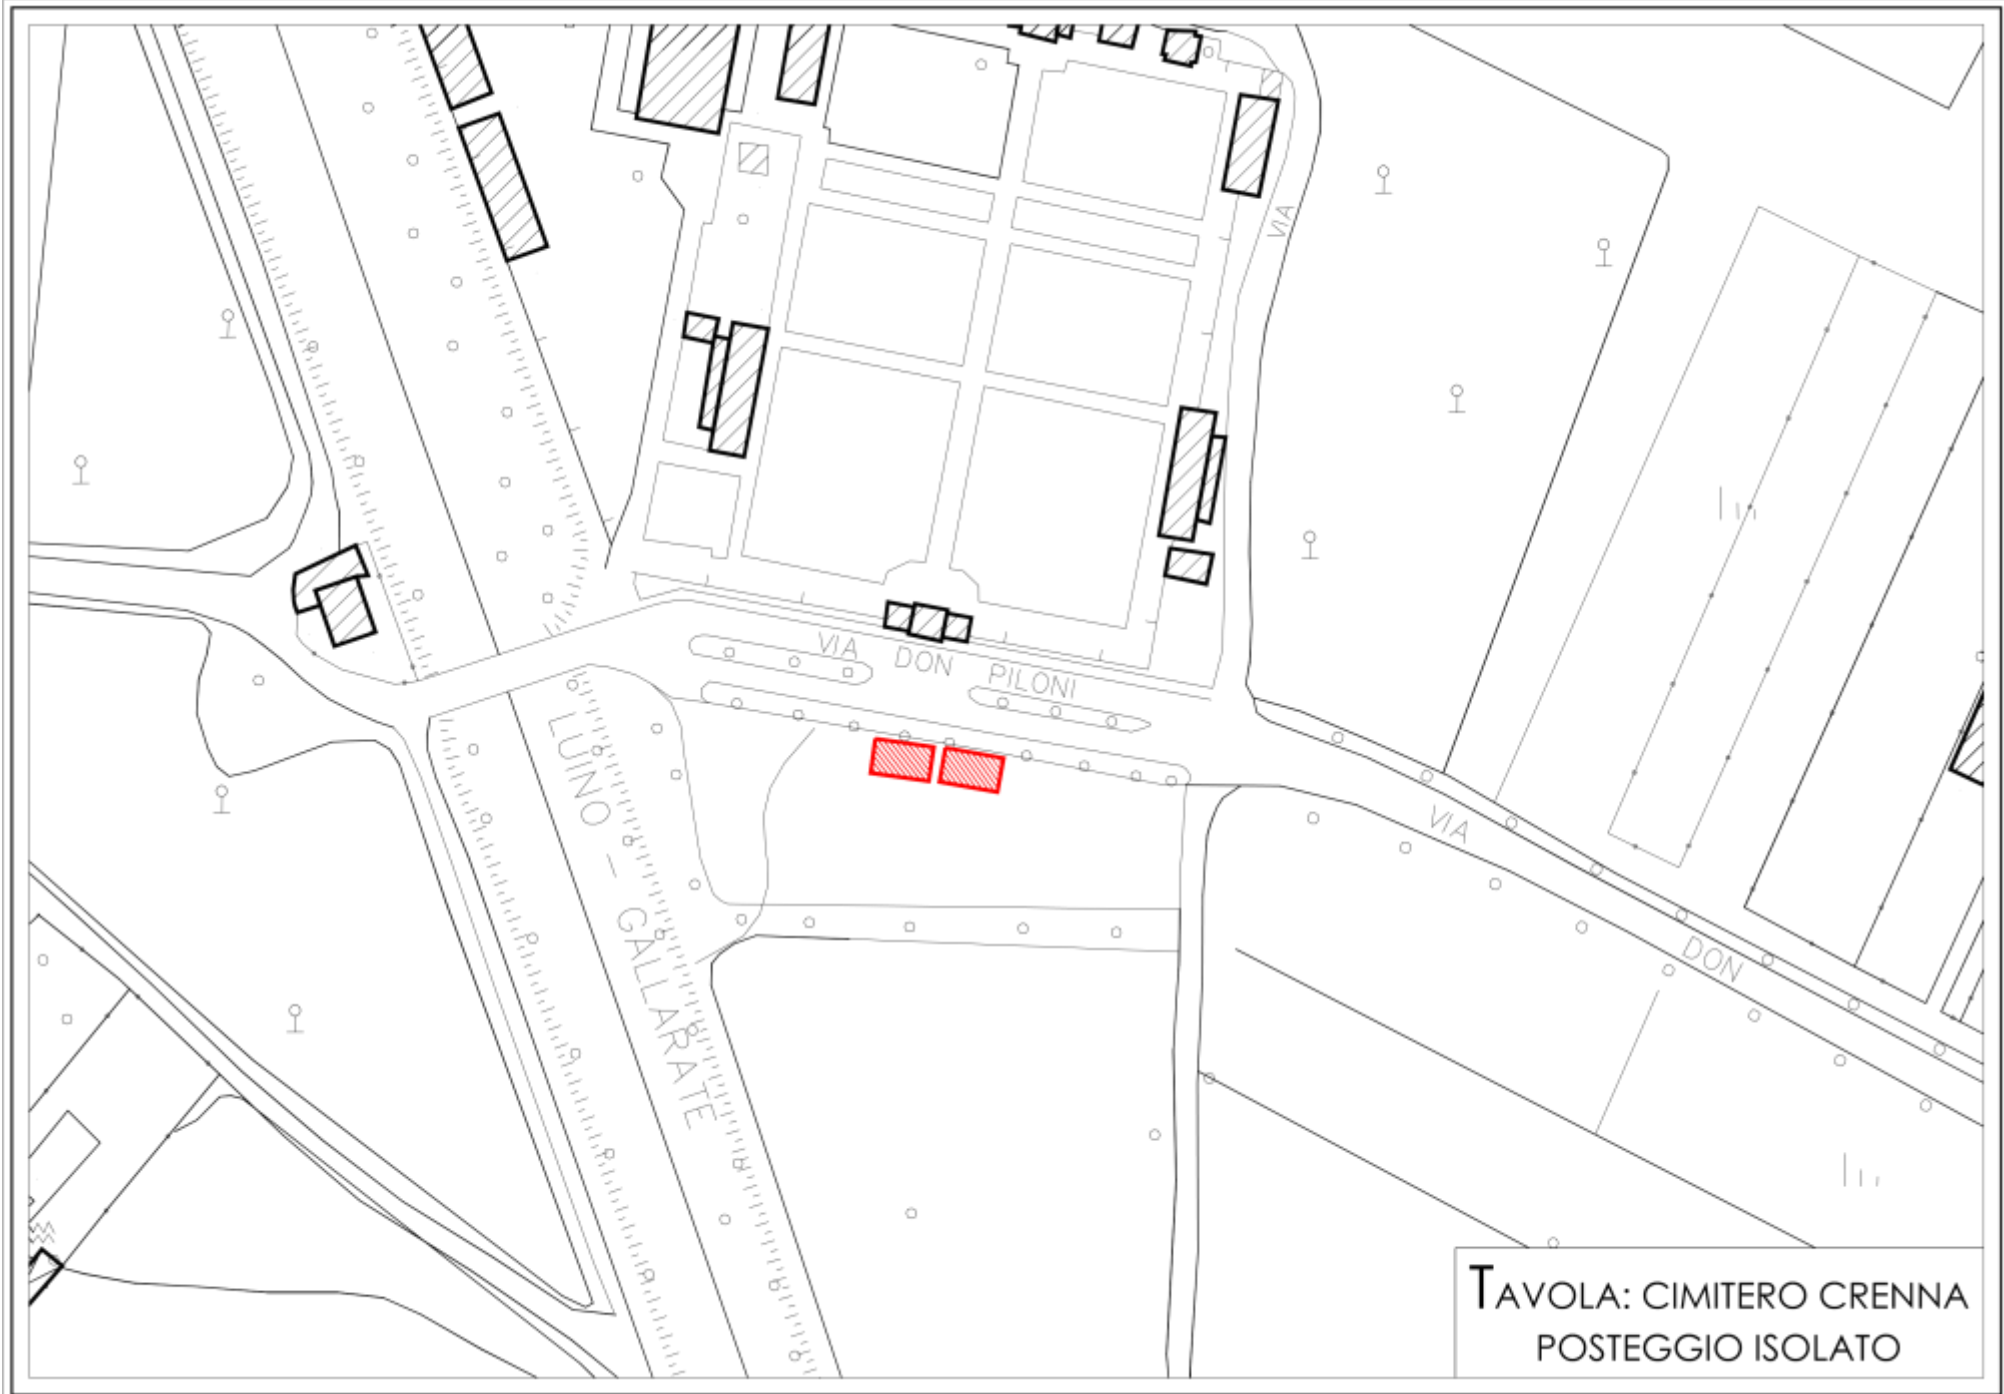 VIA
VIA DON PILONI
LUINO – GALLARATE
VIA
DON
TAVOLA: CIMITERO CRENNA
POSTEGGIO ISOLATO